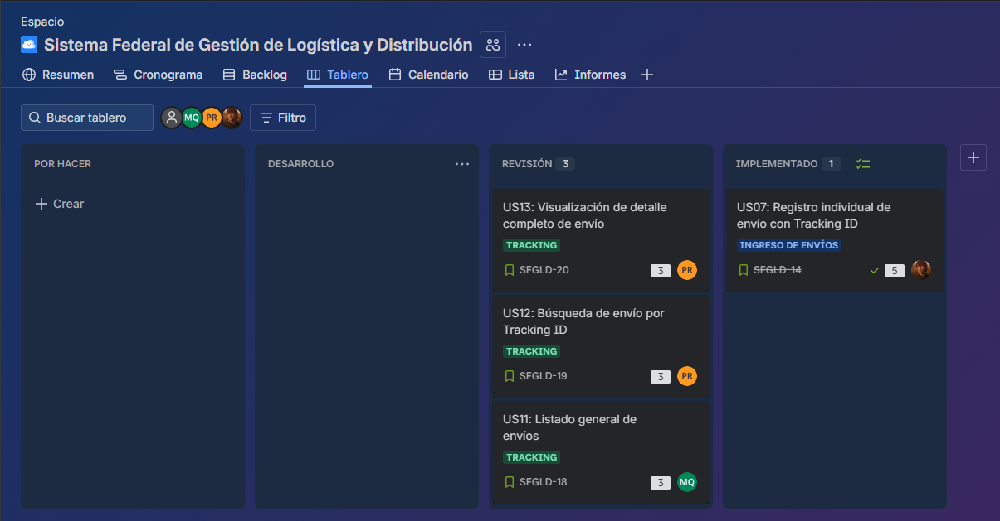 Espacio
Sistema Federal de Gestión de Logística y Distribución
Resumen Cronograma Backlog Tablero Calendario Lista Informes
Buscar tablero MQ PR Filtro
POR HACER
Crear
DESARROLLO
REVISIÓN 3
US13: Visualización de detalle
completo de envío
TRACKING
SFGLD-20 3 PR
US12: Búsqueda de envío por
Tracking ID
TRACKING
SFGLD-19 3 PR
US11: Listado general de
envíos
TRACKING
SFGLD-18 3 MQ
IMPLEMENTADO 1
US07: Registro individual de
envío con Tracking ID
INGRESO DE ENVÍOS
SFGLD-14 5